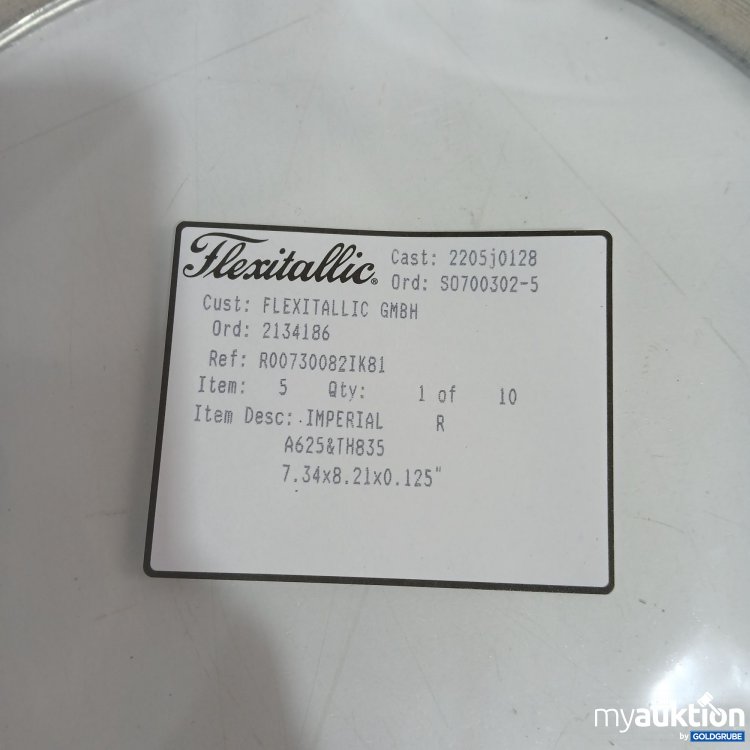 Flexitallic®
Cast: 2205j0128
Ord: SO700302-5
Cust: FLEXITALLIC GMBH
Ord: 2134186
Ref: R00730082IK81
Item: 5 Qty: 1 of 10
Item Desc: IMPERIAL R
A625&TH835
7.34x8.21x0.125"
myauktion
by GOLDGRUBE